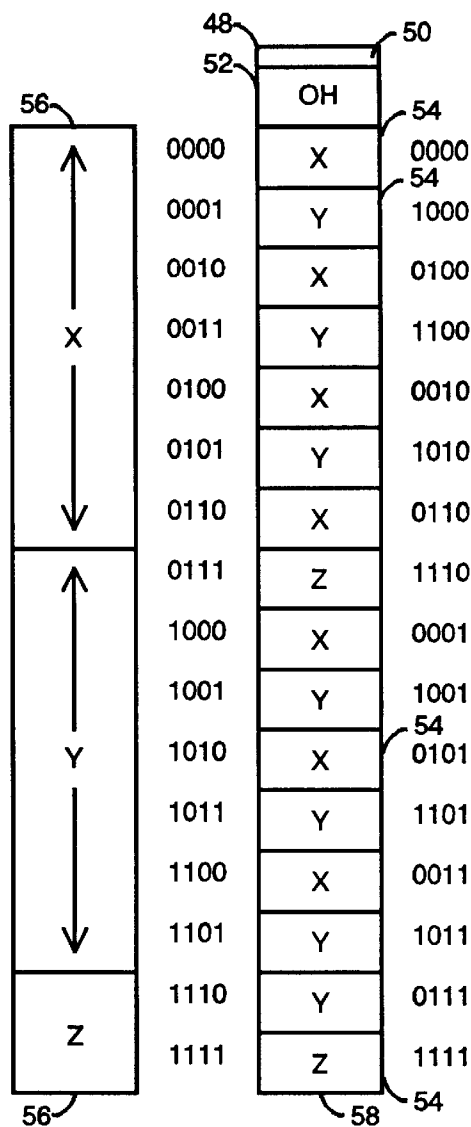 48
50
52
OH
56
54
0000 X 0000
54
0001 Y 1000
0010 X 0100
0011 Y 1100
X
0100 X 0010
0101 Y 1010
0110 X 0110
0111 Z 1110
1000 X 0001
1001 Y 1001
54
Y 1010 X 0101
1011 Y 1101
1100 X 0011
1101 Y 1011
1110 Y 0111
Z
1111 Z 1111
56
58
54